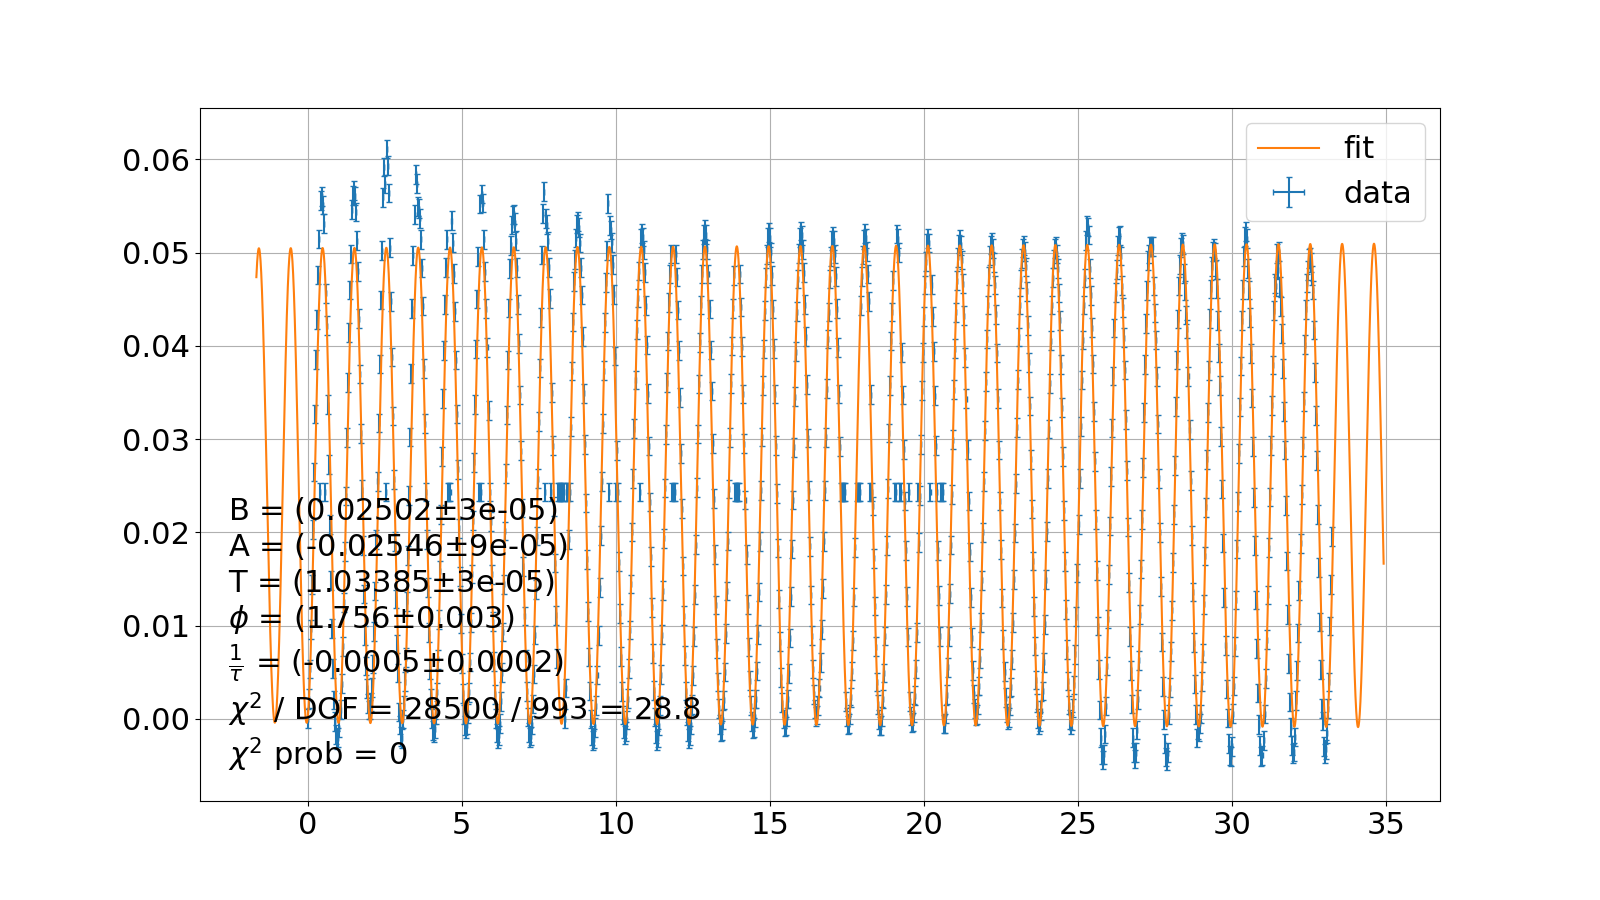 0.06
0.05
0.04
0.03
0.02
0.01
0.00
fit
data
B = (0.02502±3e-05)
A = (-0.02546±9e-05)
T = (1.03385±3e-05)
ϕ = (1.756±0.003)
1/τ = (-0.0005±0.0002)
χ² / DOF = 28500 / 993 = 28.8
χ² prob = 0
0 5 10 15 20 25 30 35